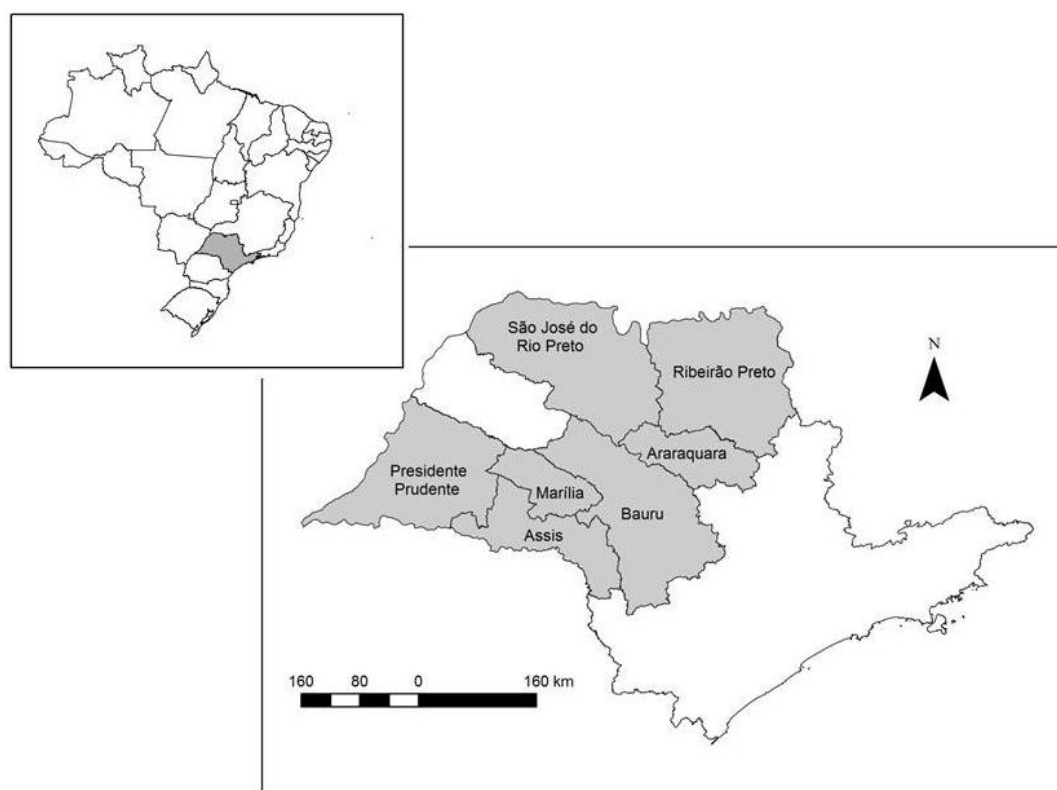 São José do
Rio Preto
Ribeirão Preto
N
Araraquara
Presidente
Prudente
Marília
Bauru
Assis
160 80 0 160 km